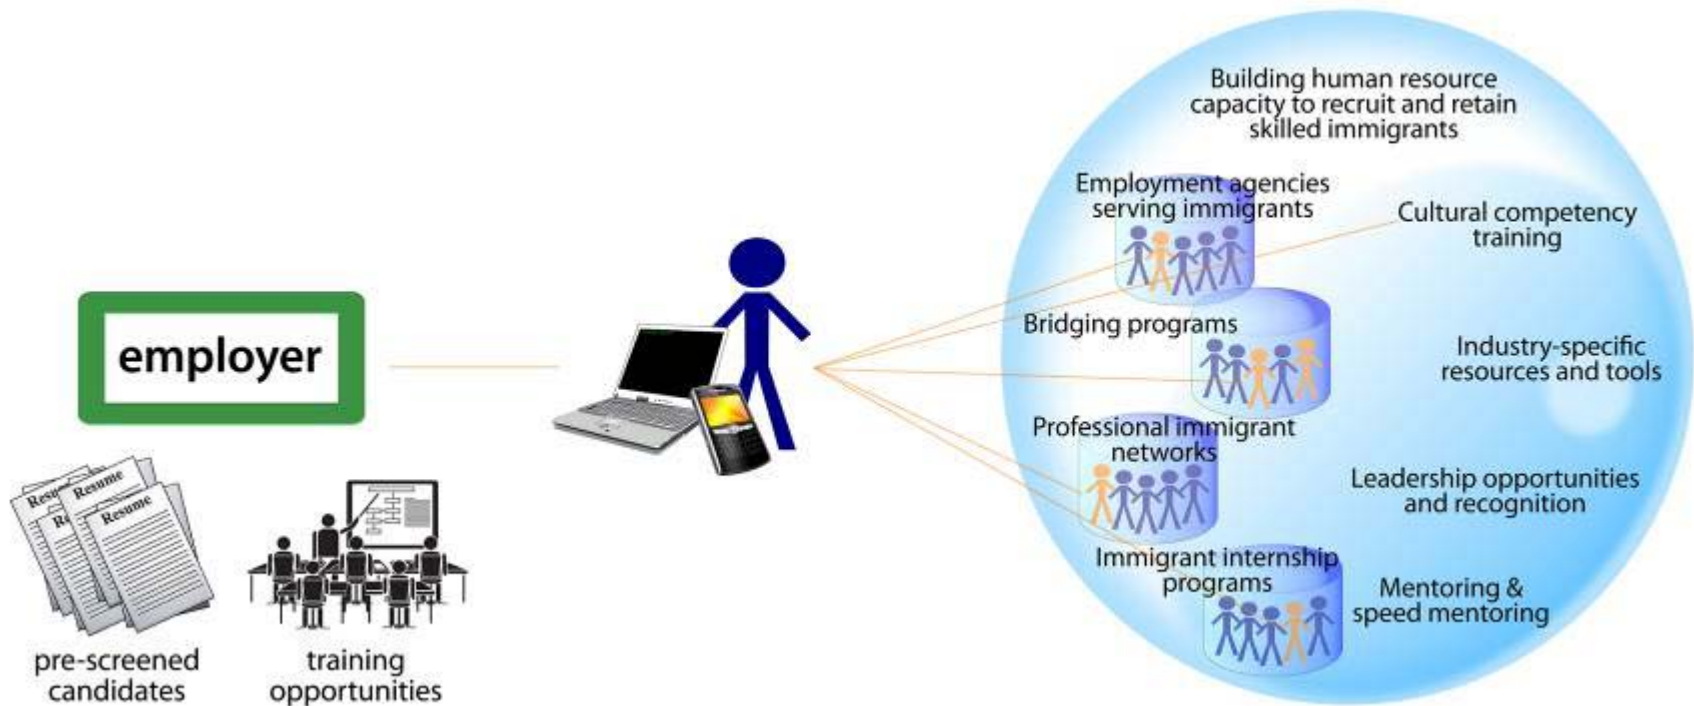 employer
Resume
Resume
Resume
pre-screened
candidates
training
opportunities
Building human resource
capacity to recruit and retain
skilled immigrants
Employment agencies
serving immigrants
Cultural competency
training
Bridging programs
Industry-specific
resources and tools
Professional immigrant
networks
Leadership opportunities
and recognition
Immigrant internship
programs
Mentoring &
speed mentoring